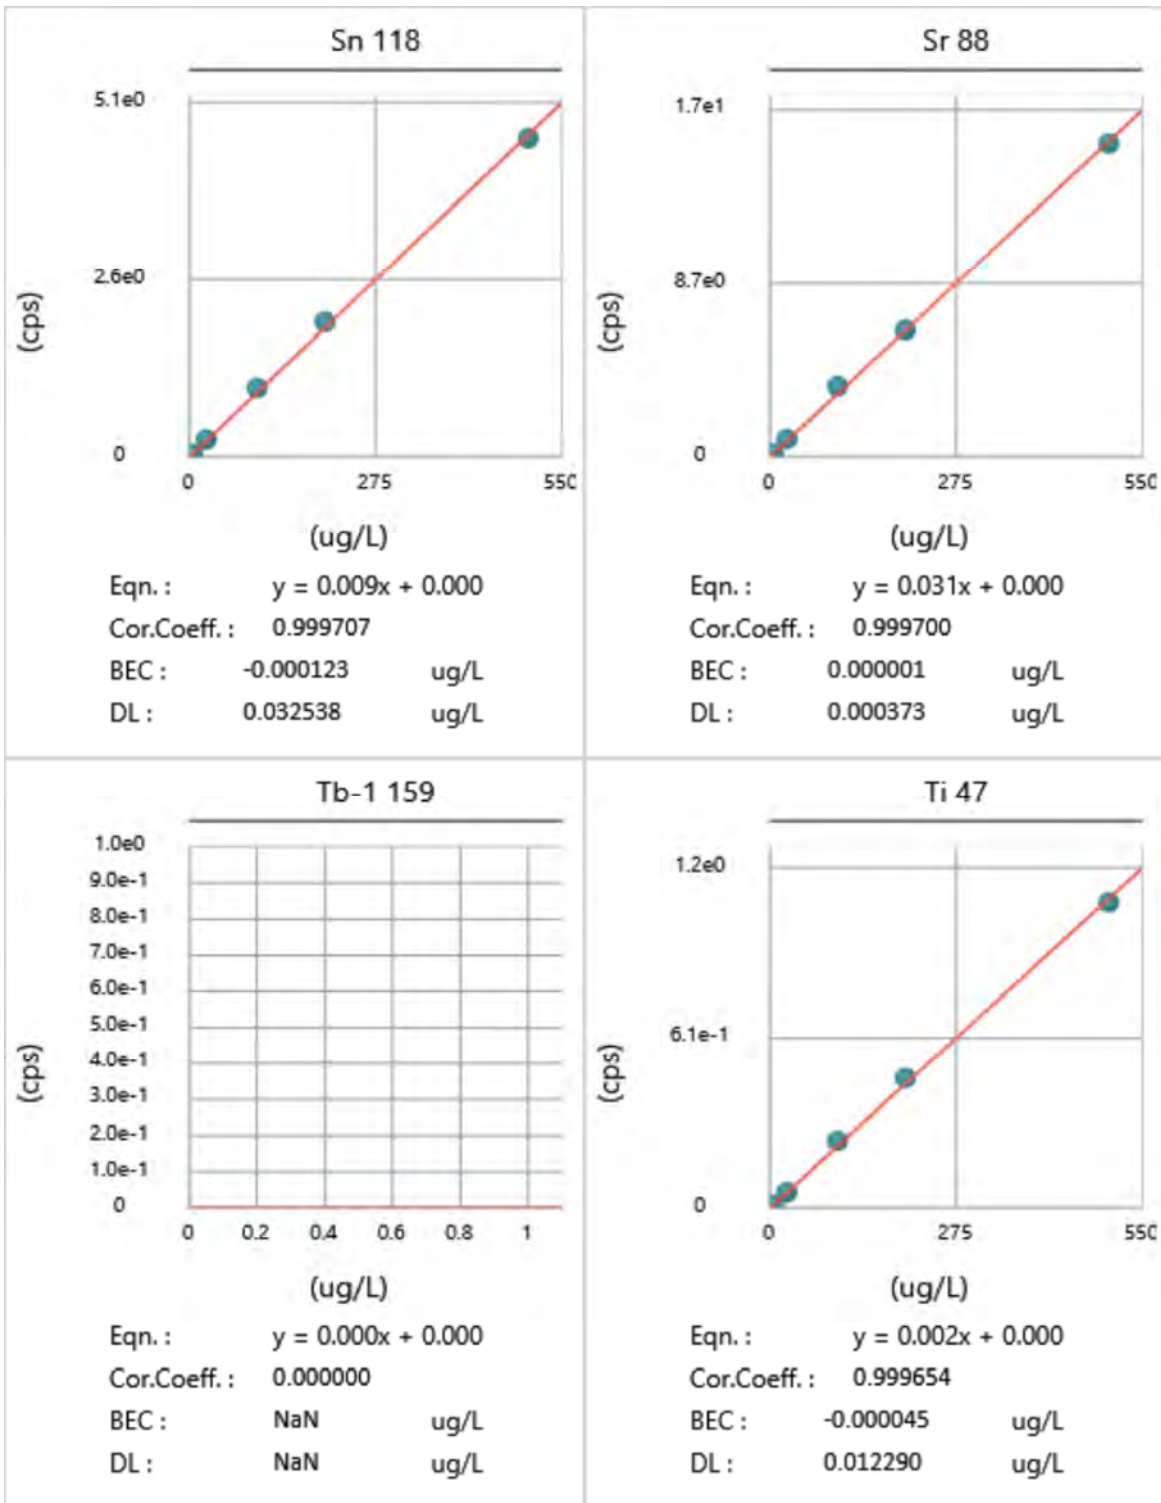 Sn 118
5.1e0
2.6e0
0
0 275 550
(cps)
(ug/L)
Eqn. : y = 0.009x + 0.000
Cor.Coeff. : 0.999707
BEC : -0.000123 ug/L
DL : 0.032538 ug/L
Sr 88
1.7e1
8.7e0
0
0 275 550
(cps)
(ug/L)
Eqn. : y = 0.031x + 0.000
Cor.Coeff. : 0.999700
BEC : 0.000001 ug/L
DL : 0.000373 ug/L
Tb-1 159
1.0e0
9.0e-1
8.0e-1
7.0e-1
6.0e-1
5.0e-1
4.0e-1
3.0e-1
2.0e-1
1.0e-1
0
0 0.2 0.4 0.6 0.8 1
(cps)
(ug/L)
Eqn. : y = 0.000x + 0.000
Cor.Coeff. : 0.000000
BEC : NaN ug/L
DL : NaN ug/L
Ti 47
1.2e0
6.1e-1
0
0 275 550
(cps)
(ug/L)
Eqn. : y = 0.002x + 0.000
Cor.Coeff. : 0.999654
BEC : -0.000045 ug/L
DL : 0.012290 ug/L